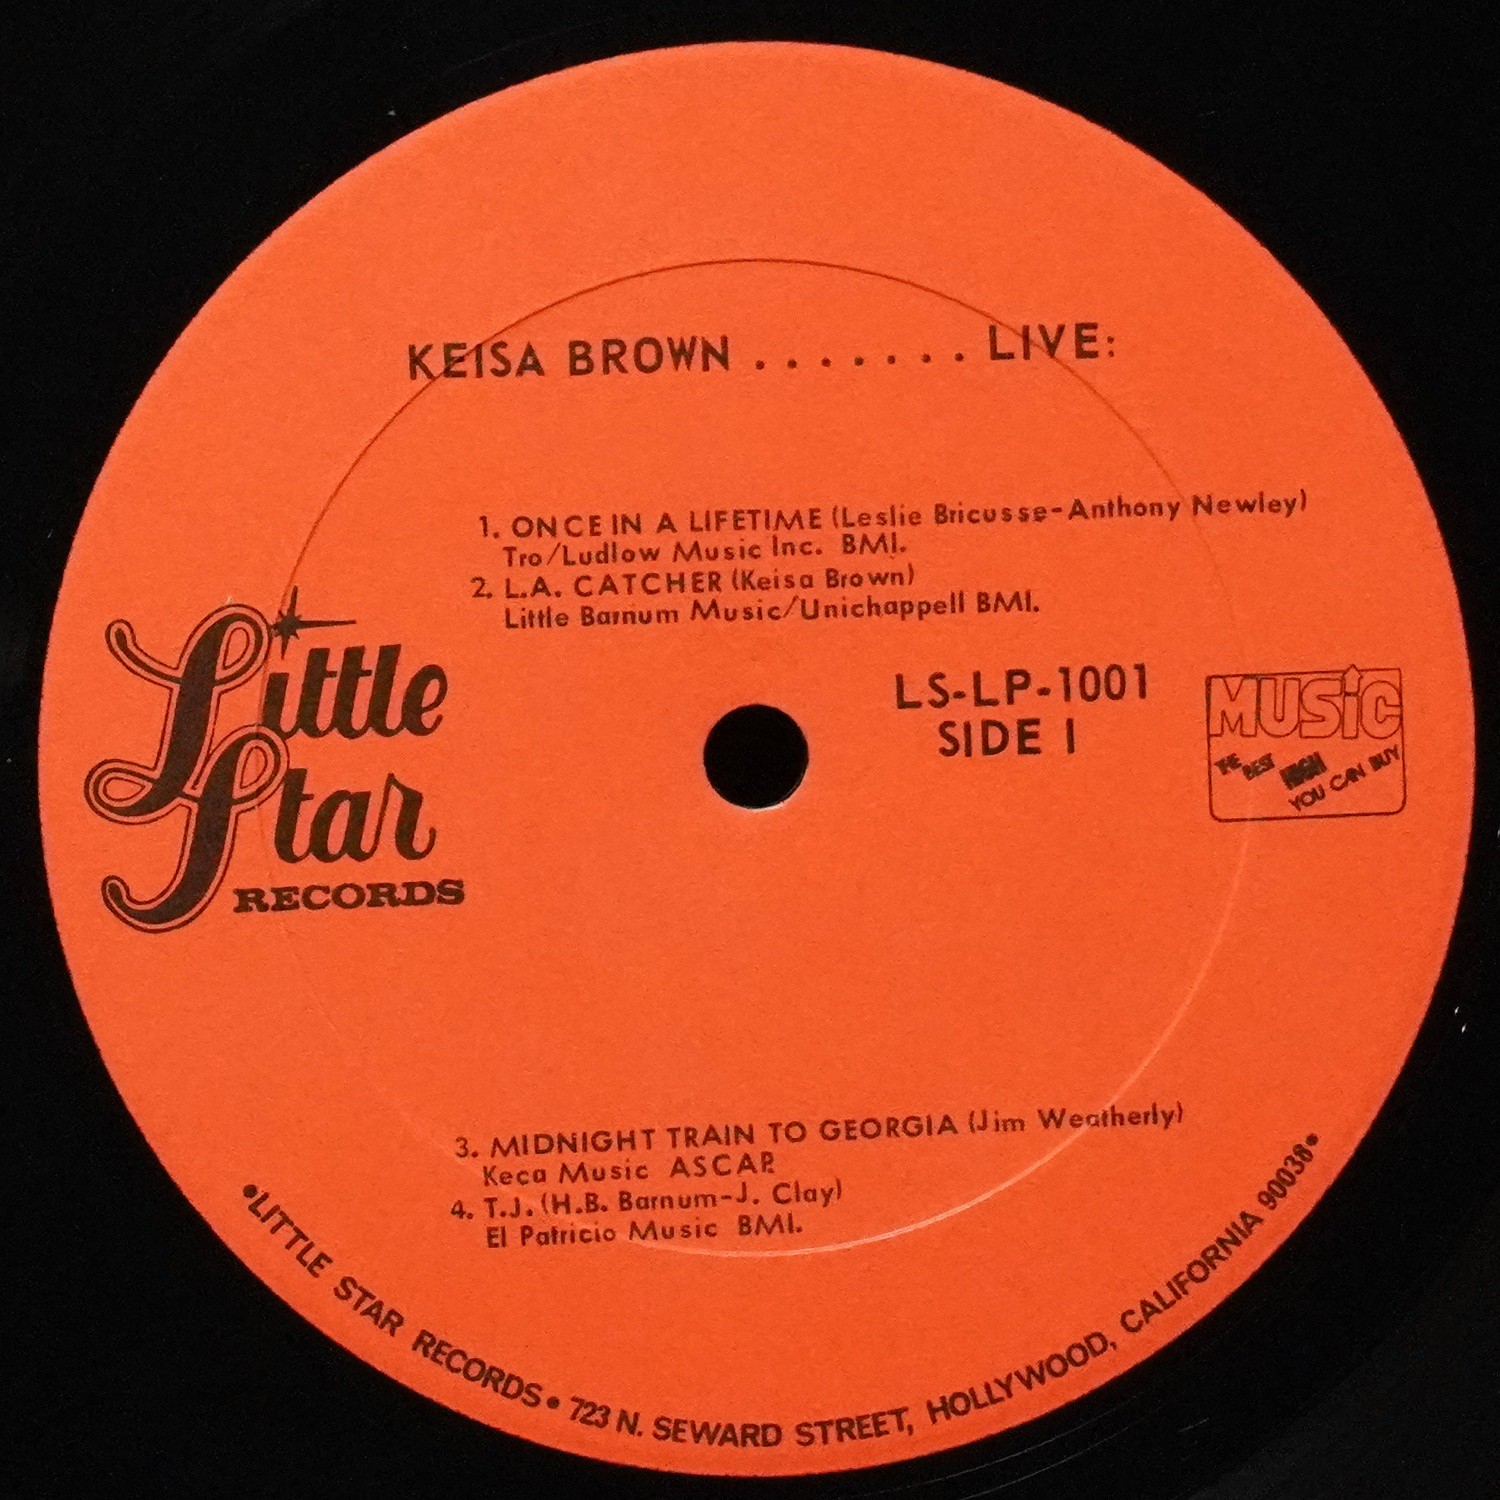 KEISA BROWN ....... LIVE:
1. ONCE IN A LIFETIME (Leslie Bricusse-Anthony Newley)
Tro/Ludlow Music Inc. BMI.
2. L.A. CATCHER (Keisa Brown)
Little Barnum Music/Unichappell BMI.
Little
Star
RECORDS
LS-LP-1001
SIDE I
MUSiC
THE BEST HIGH YOU CAN BUY
3. MIDNIGHT TRAIN TO GEORGIA (Jim Weatherly)
Keca Music ASCAP.
4. T.J. (H.B. Barnum-J. Clay)
El Patricio Music BMI.
•LITTLE STAR RECORDS• 723 N. SEWARD STREET, HOLLYWOOD, CALIFORNIA 90038•